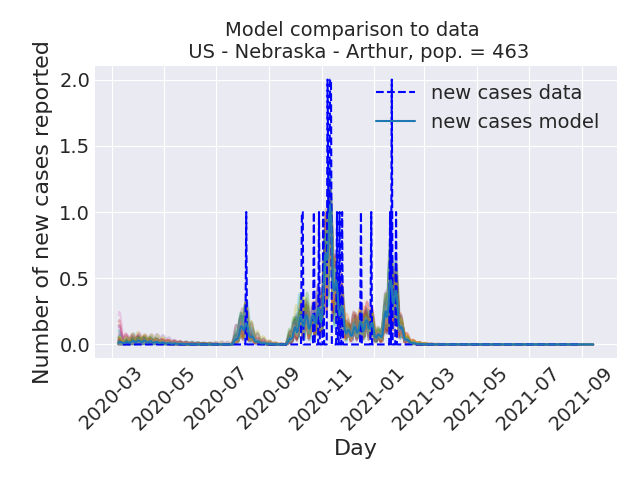 Model comparison to data
US - Nebraska - Arthur, pop. = 463
Number of new cases reported
2.0
1.5
1.0
0.5
0.0
new cases data
new cases model
2020-03
2020-05
2020-07
2020-09
2020-11
2021-01
2021-03
2021-05
2021-07
2021-09
Day